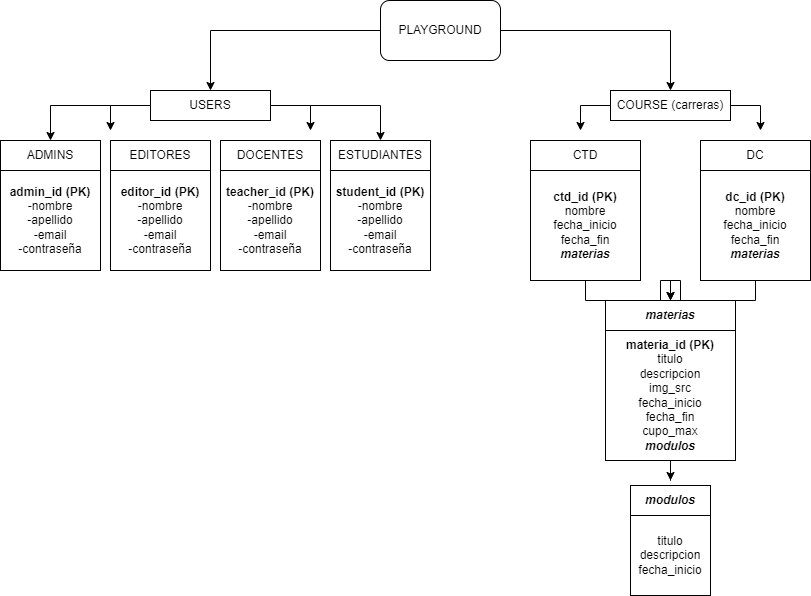 PLAYGROUND
USERS
COURSE (carreras)
ADMINS
admin_id (PK)
-nombre
-apellido
-email
-contraseña
EDITORES
editor_id (PK)
-nombre
-apellido
-email
-contraseña
DOCENTES
teacher_id (PK)
-nombre
-apellido
-email
-contraseña
ESTUDIANTES
student_id (PK)
-nombre
-apellido
-email
-contraseña
CTD
ctd_id (PK)
nombre
fecha_inicio
fecha_fin
materias
DC
dc_id (PK)
nombre
fecha_inicio
fecha_fin
materias
materias
materia_id (PK)
titulo
descripcion
img_src
fecha_inicio
fecha_fin
cupo_max
modulos
modulos
titulo
descripcion
fecha_inicio